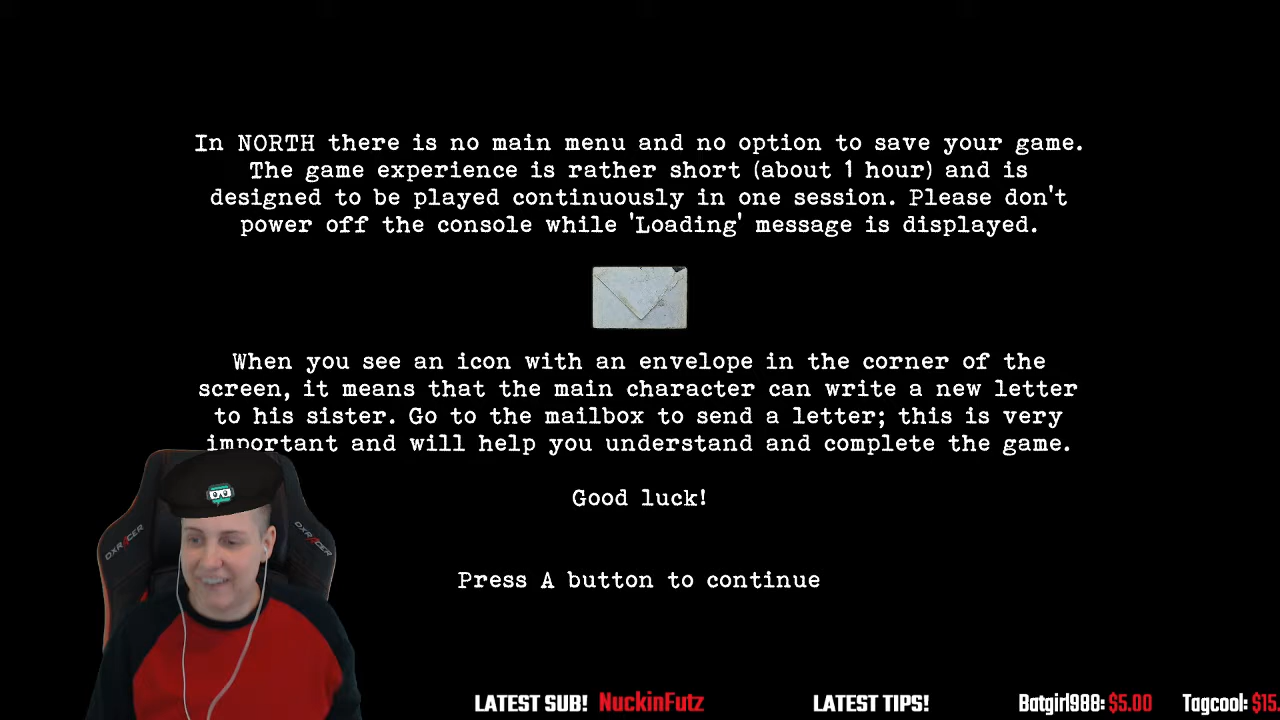 In NORTH there is no main menu and no option to save your game.
The game experience is rather short (about 1 hour) and is
designed to be played continuously in one session. Please don't
power off the console while 'Loading' message is displayed.
When you see an icon with an envelope in the corner of the
screen, it means that the main character can write a new letter
to his sister. Go to the mailbox to send a letter; this is very
important and will help you understand and complete the game.
Good luck!
DXRACER
DXRACER
Press A button to continue
LATEST SUB! NuckinFutz LATEST TIPS! Batgirl988: $5.00 Tagcool: $15.